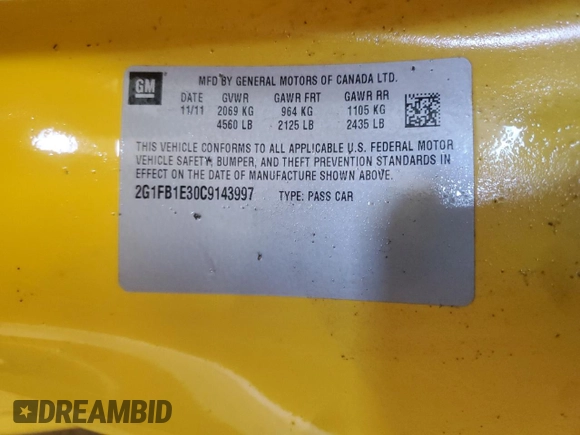 GM
MFD BY GENERAL MOTORS OF CANADA LTD.
DATE GVWR GAWR FRT GAWR RR
11/11 2069 KG 964 KG 1105 KG
4560 LB 2125 LB 2435 LB
THIS VEHICLE CONFORMS TO ALL APPLICABLE U.S. FEDERAL MOTOR
VEHICLE SAFETY, BUMPER, AND THEFT PREVENTION STANDARDS IN
EFFECT ON THE DATE OF MANUFACTURE SHOWN ABOVE.
2G1FB1E30C9143997 TYPE: PASS CAR
DREAMBID